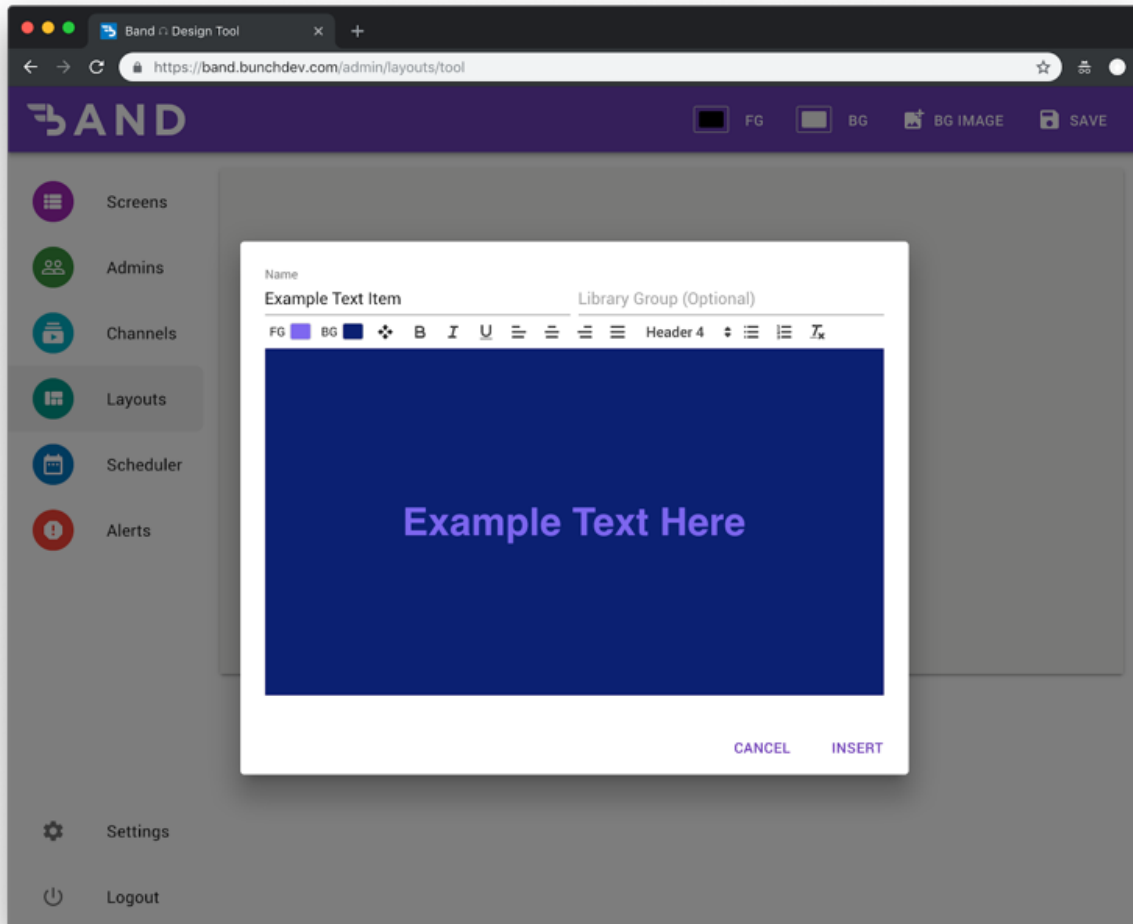 Band ∩ Design Tool
https://band.bunchdev.com/admin/layouts/tool
BAND
FG BG BG IMAGE SAVE
Screens
Admins
Channels
Layouts
Scheduler
Alerts
Settings
Logout
Name
Example Text Item Library Group (Optional)
FG BG B I U Header 4
Example Text Here
CANCEL INSERT